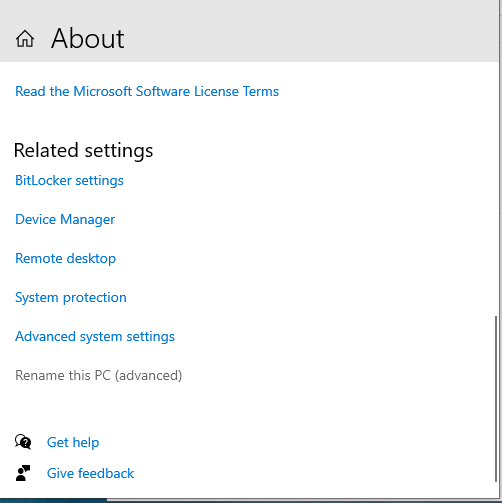 About
Read the Microsoft Software License Terms
Related settings
BitLocker settings
Device Manager
Remote desktop
System protection
Advanced system settings
Rename this PC (advanced)
Get help
Give feedback